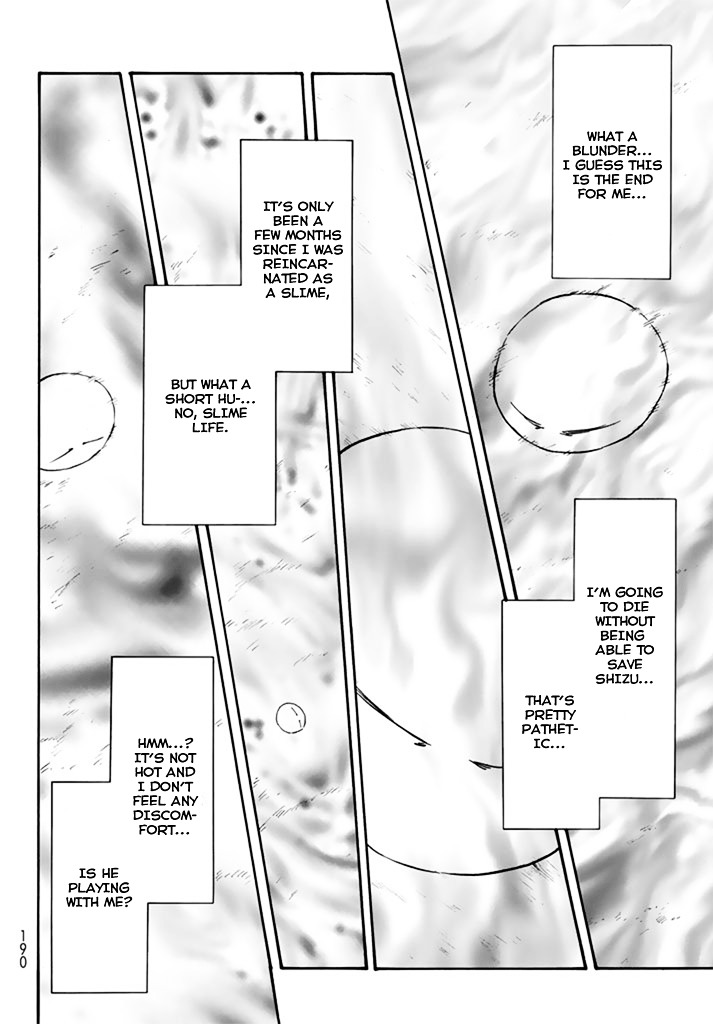 WHAT A
BLUNDER...
I GUESS THIS
IS THE END
FOR ME...
I'M GOING
TO DIE
WITHOUT
BEING
ABLE TO
SAVE
SHIZU...
THAT'S
PRETTY
PATHET-
IC...
IT'S ONLY
BEEN A
FEW MONTHS
SINCE I WAS
REINCAR-
NATED AS
A SLIME,
BUT WHAT A
SHORT HU-...
NO, SLIME
LIFE.
HMM...?
IT'S NOT
HOT AND
I DON'T
FEEL ANY
DISCOM-
FORT...
IS HE
PLAYING
WITH ME?
190